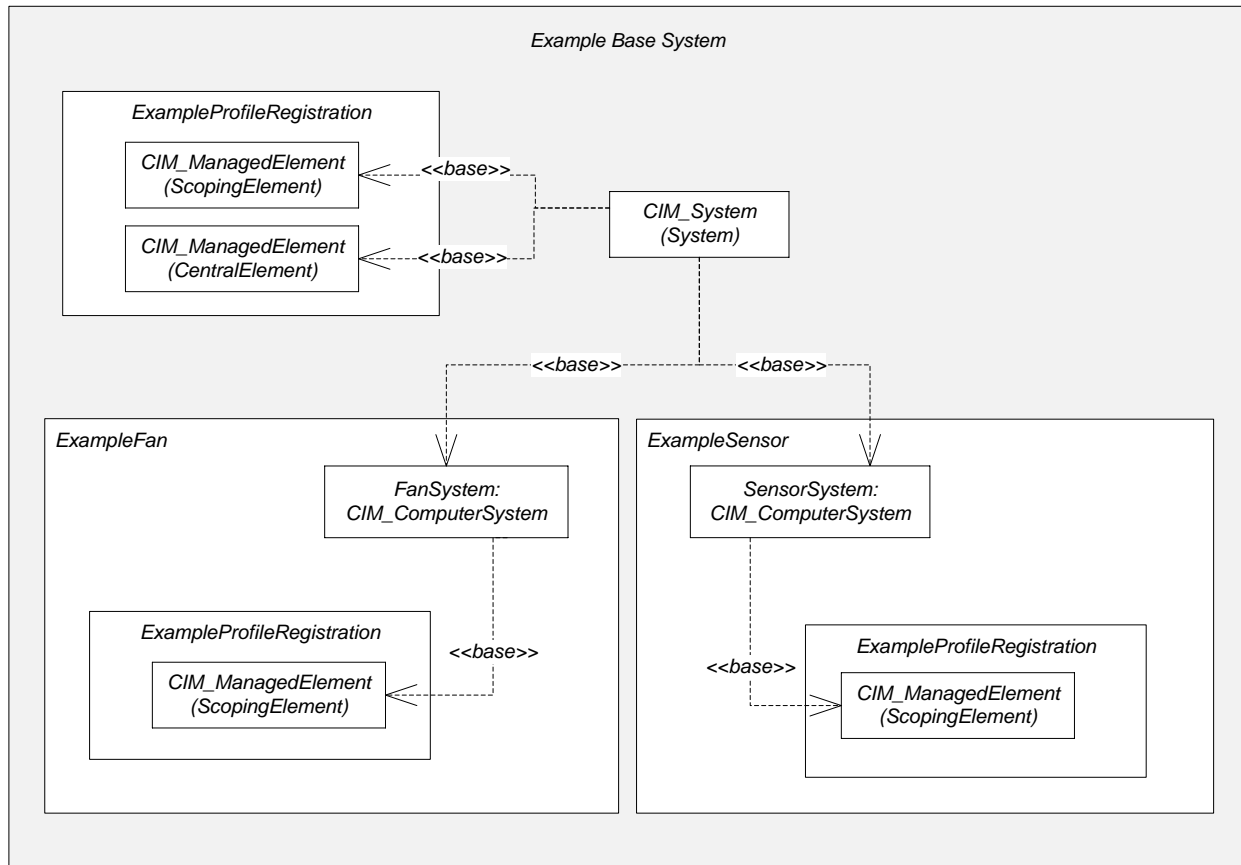 Example Base System
ExampleProfileRegistration
CIM_ManagedElement
(ScopingElement)
<<base>>
CIM_System
(System)
CIM_ManagedElement
(CentralElement)
<<base>>
<<base>>
<<base>>
ExampleFan
FanSystem:
CIM_ComputerSystem
ExampleProfileRegistration
<<base>>
CIM_ManagedElement
(ScopingElement)
ExampleSensor
SensorSystem:
CIM_ComputerSystem
ExampleProfileRegistration
<<base>>
CIM_ManagedElement
(ScopingElement)